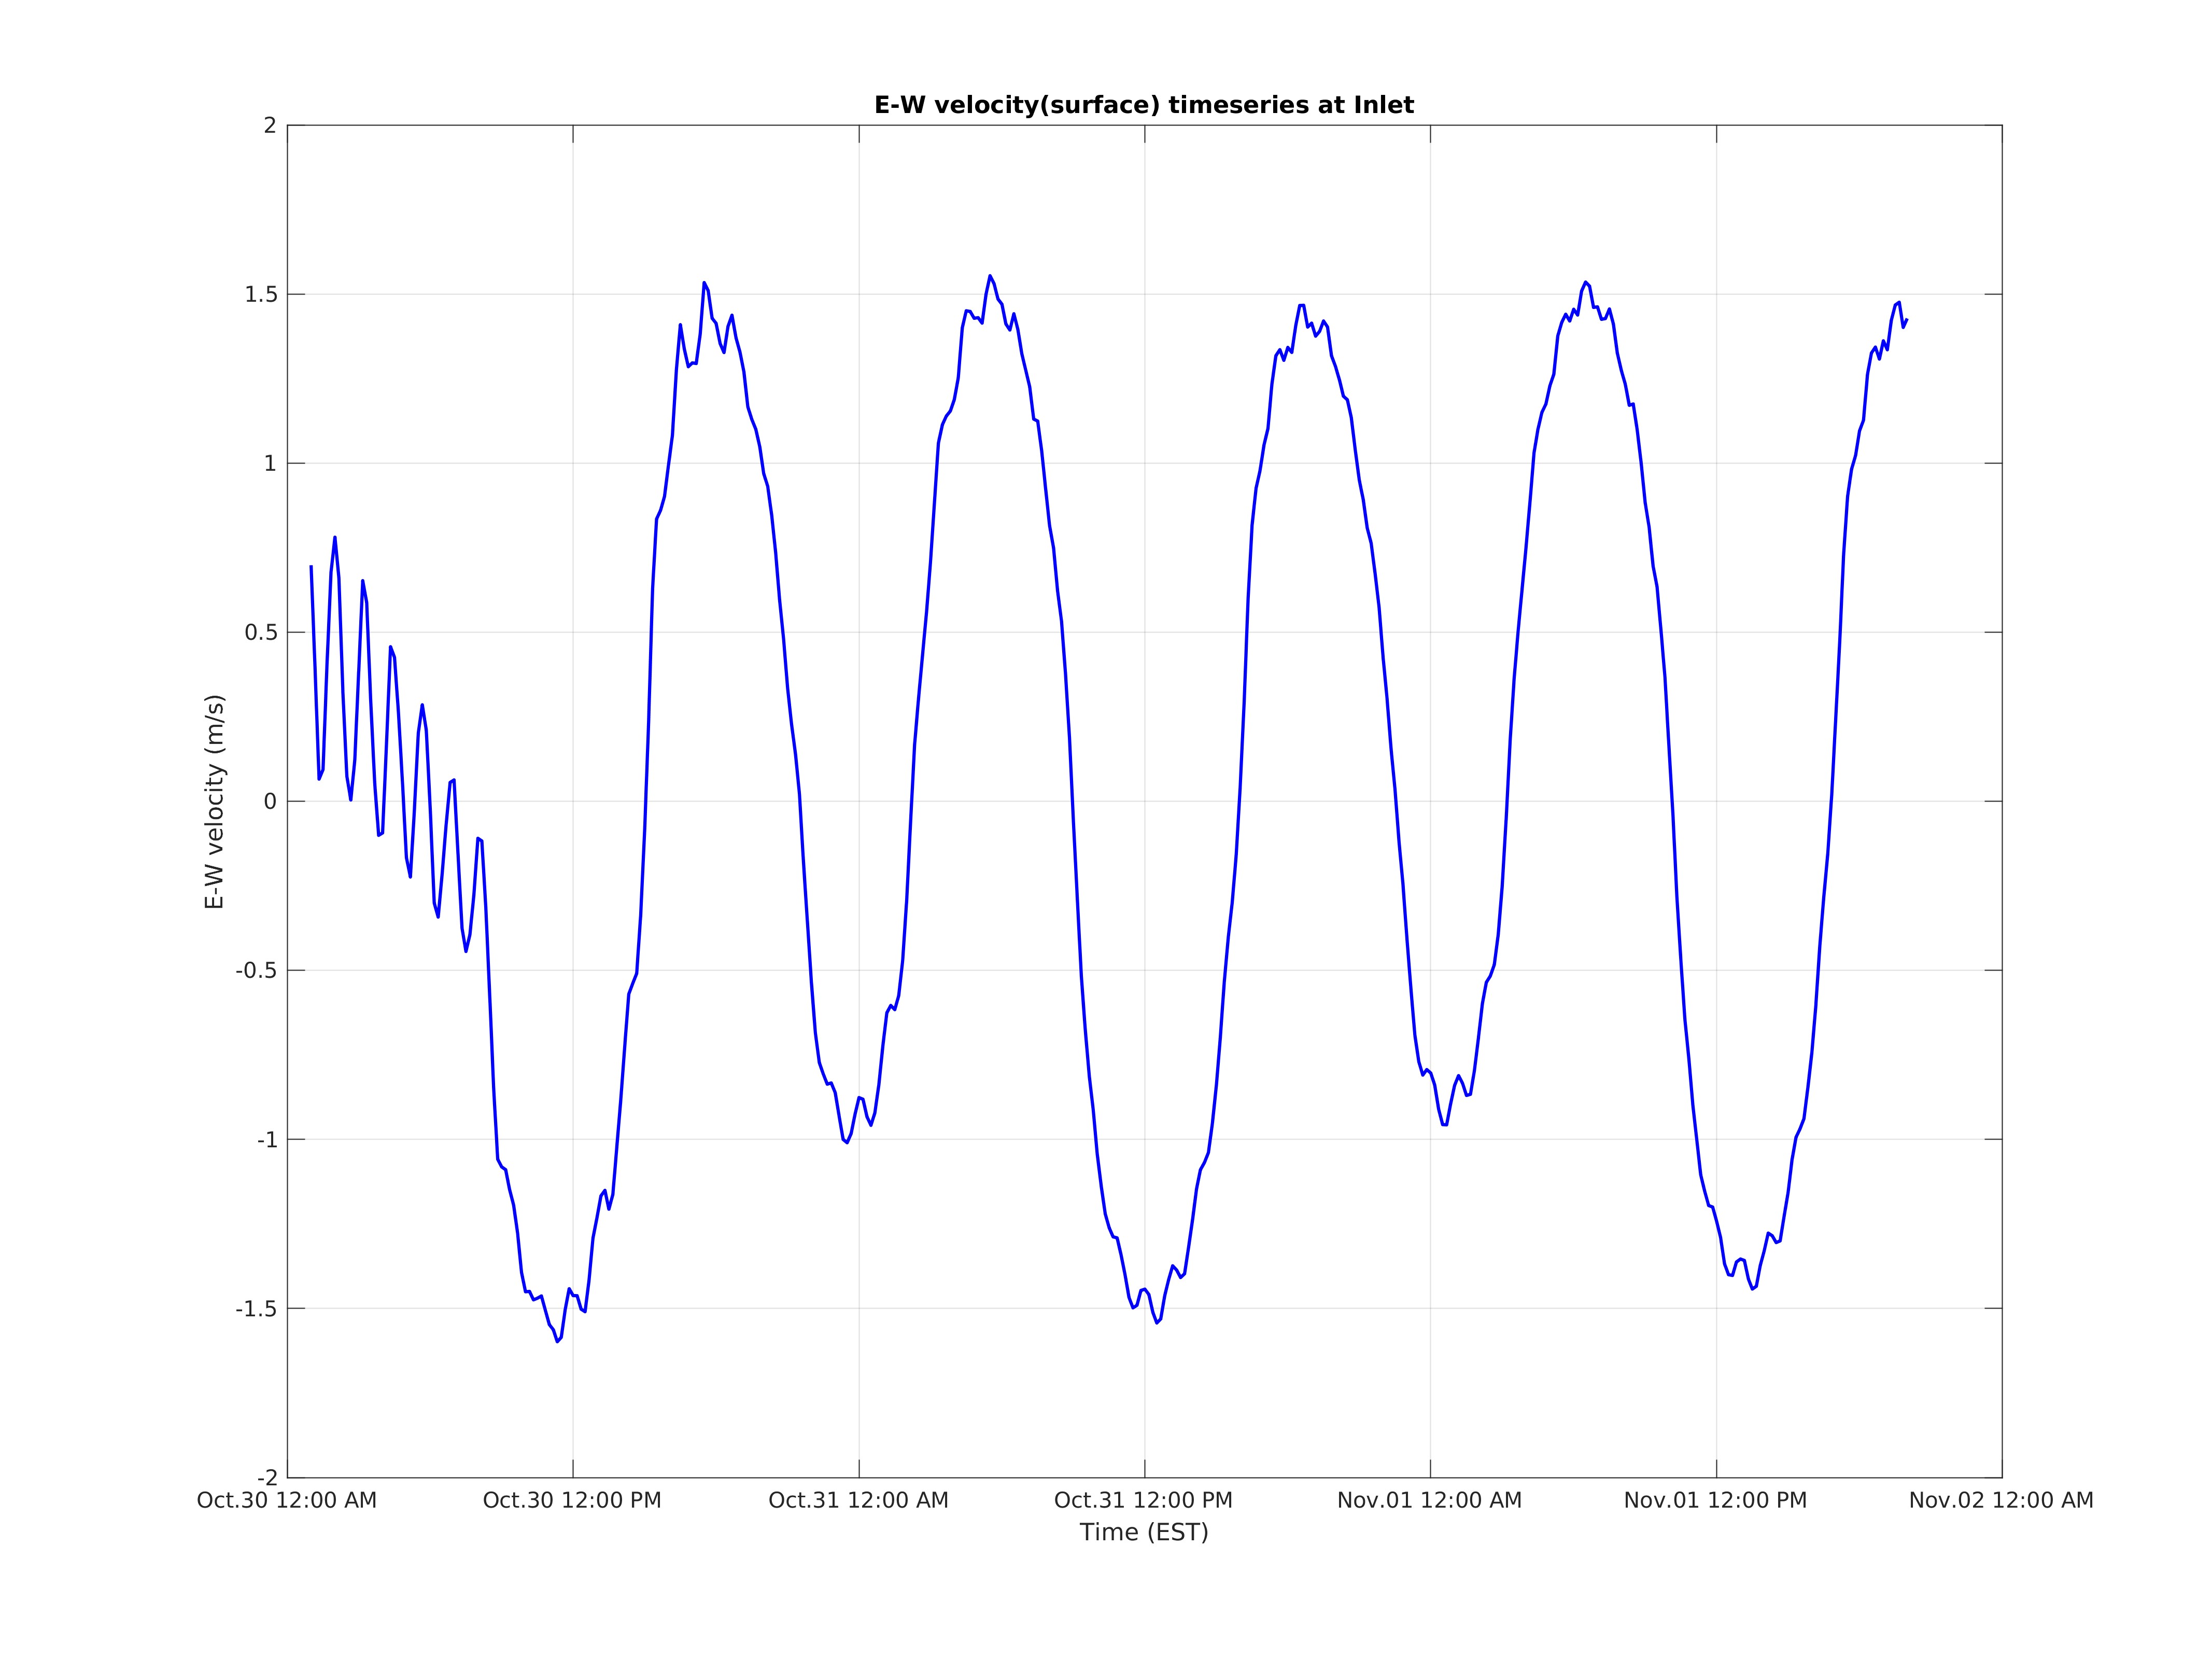 E-W velocity(surface) timeseries at Inlet
2
1.5
1
0.5
0
-0.5
-1
-1.5
-2
E-W velocity (m/s)
Oct.30 12:00 AM Oct.30 12:00 PM Oct.31 12:00 AM Oct.31 12:00 PM Nov.01 12:00 AM Nov.01 12:00 PM Nov.02 12:00 AM
Time (EST)